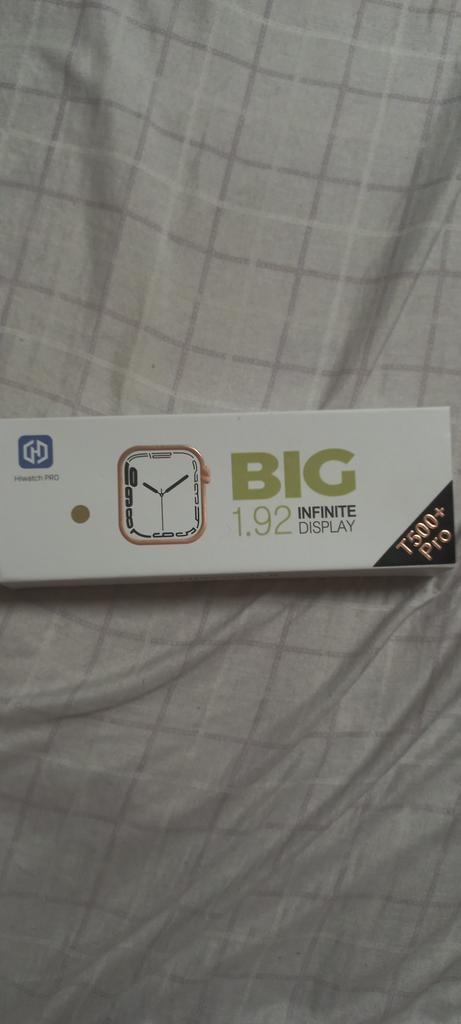 Hiwatch PRO
BIG
1.92 INFINITE
DISPLAY
T500+
Pro